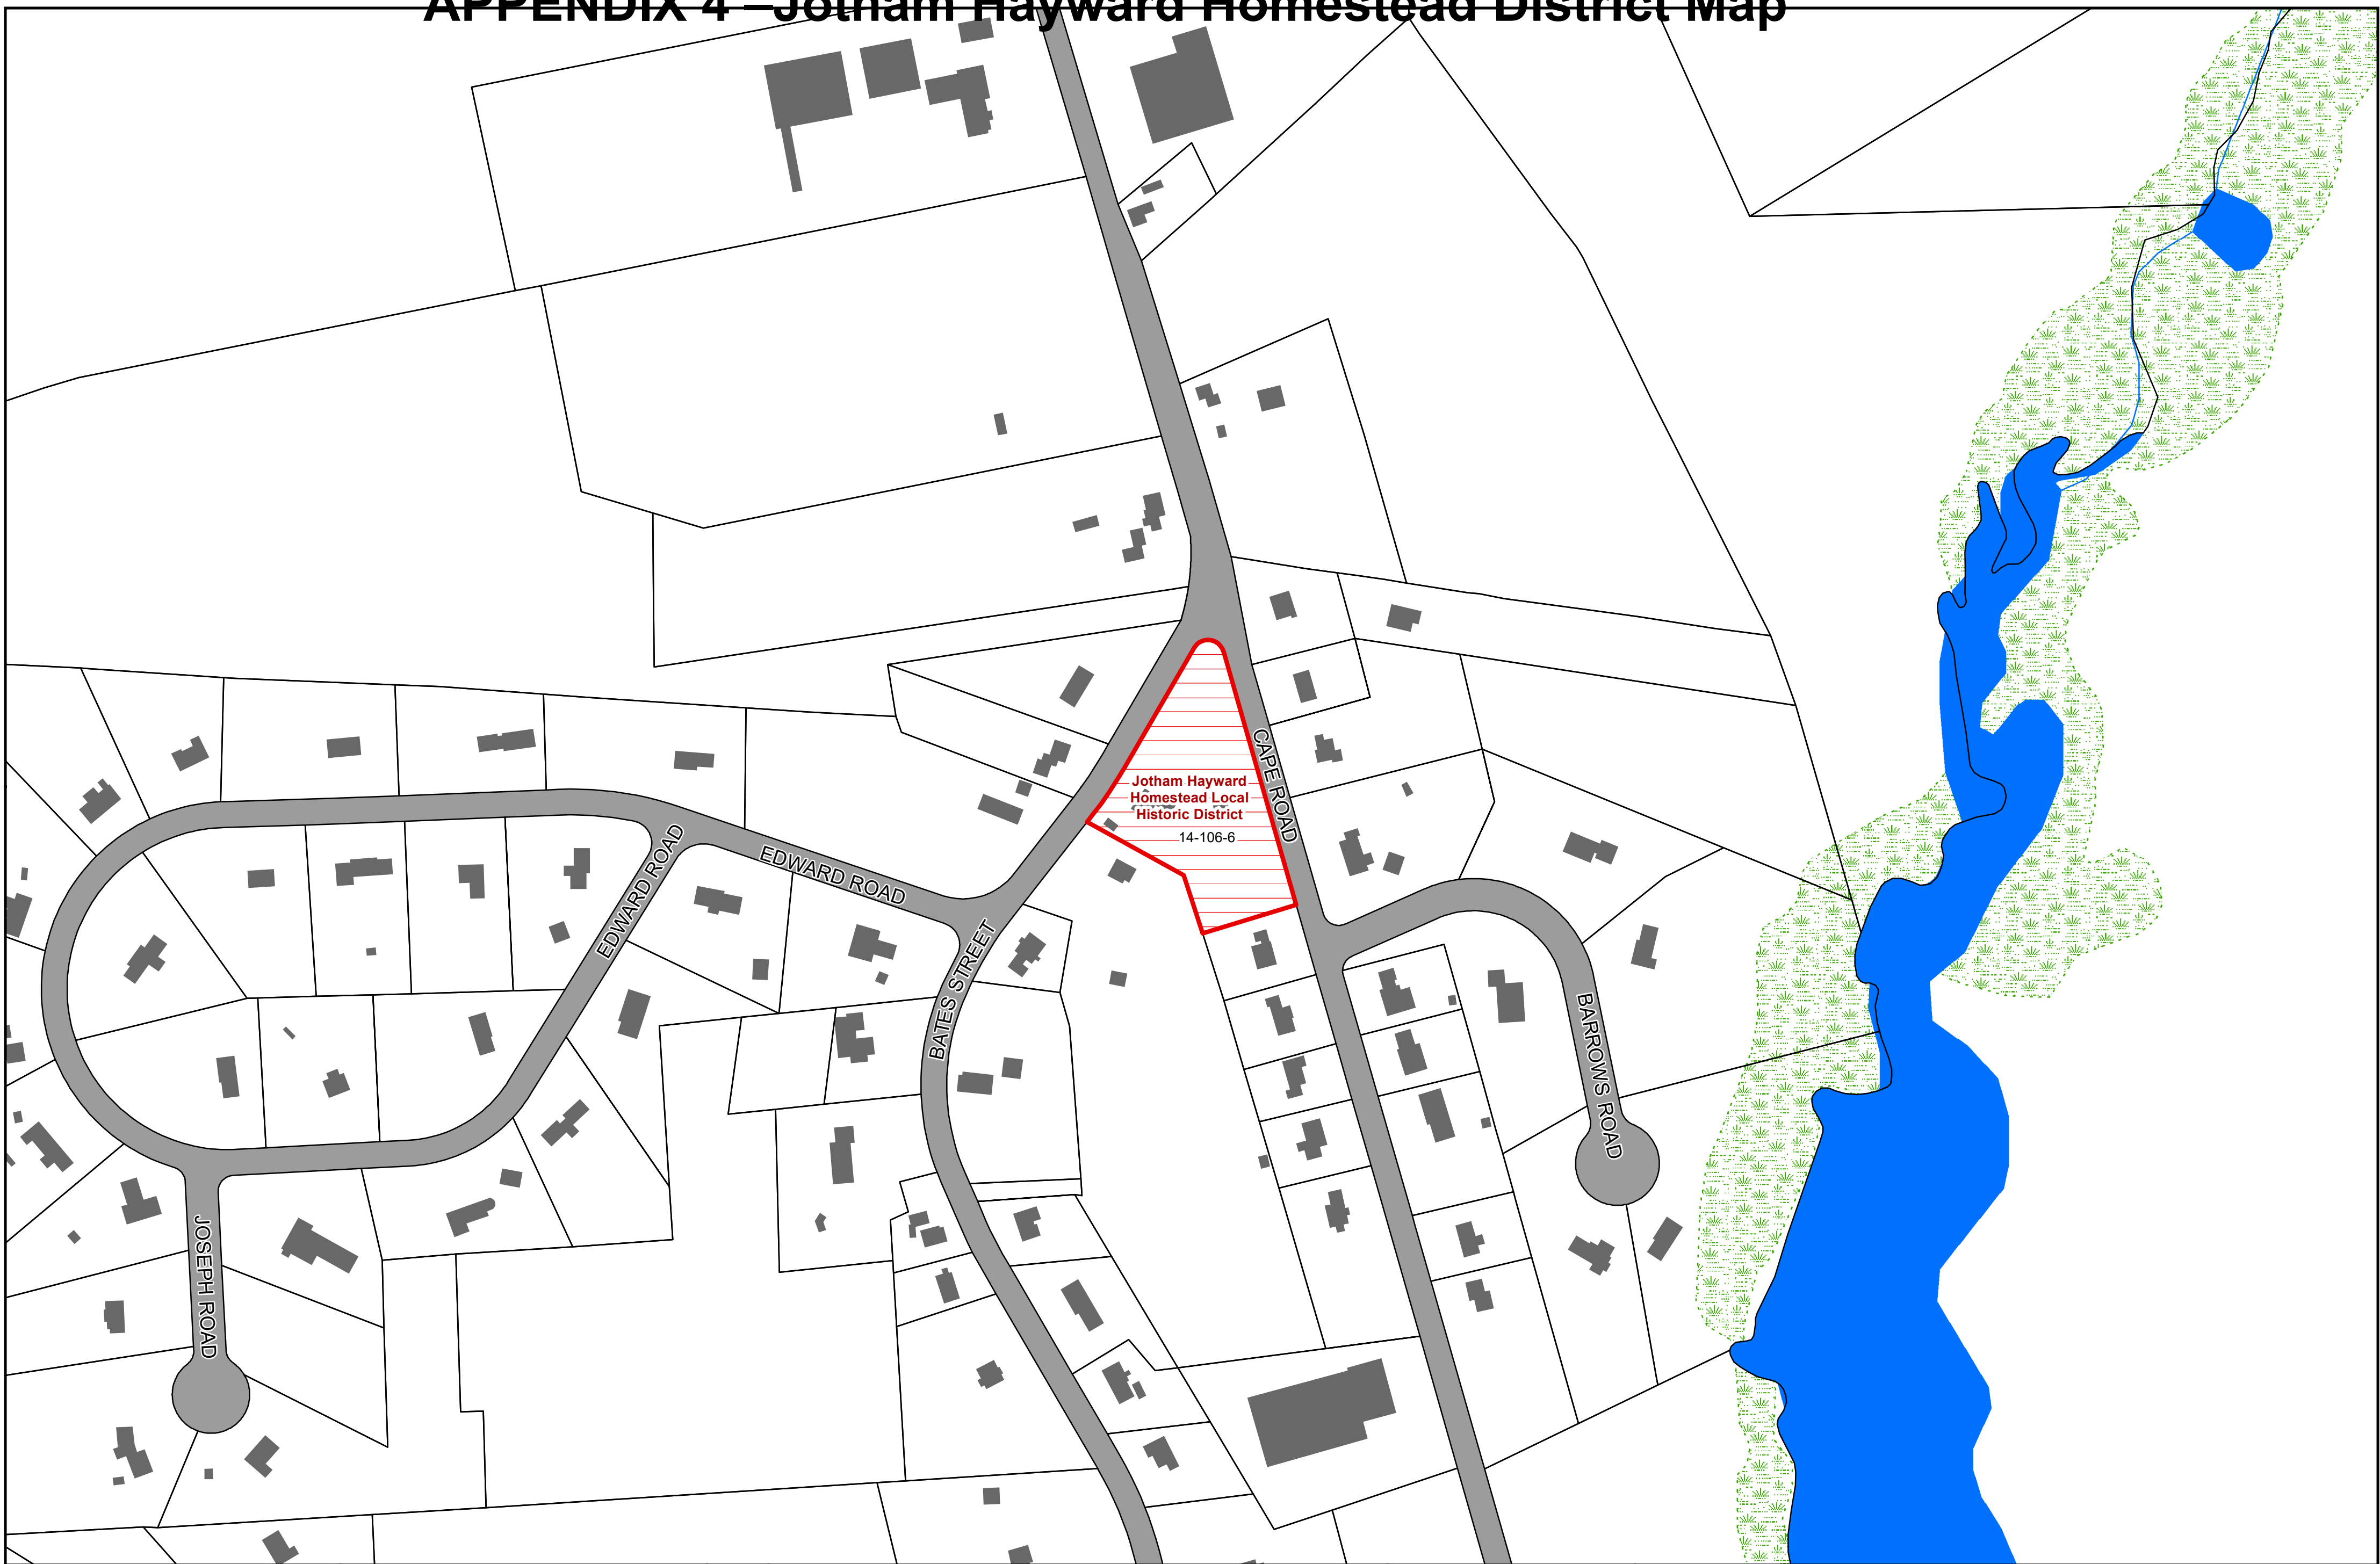 APPENDIX 4 –Jotham Hayward Homestead District Map
CAPE ROAD
Jotham Hayward
Homestead Local
Historic District
14-106-6
EDWARD ROAD
EDWARD ROAD
BATES STREET
BARROWS ROAD
JOSEPH ROAD